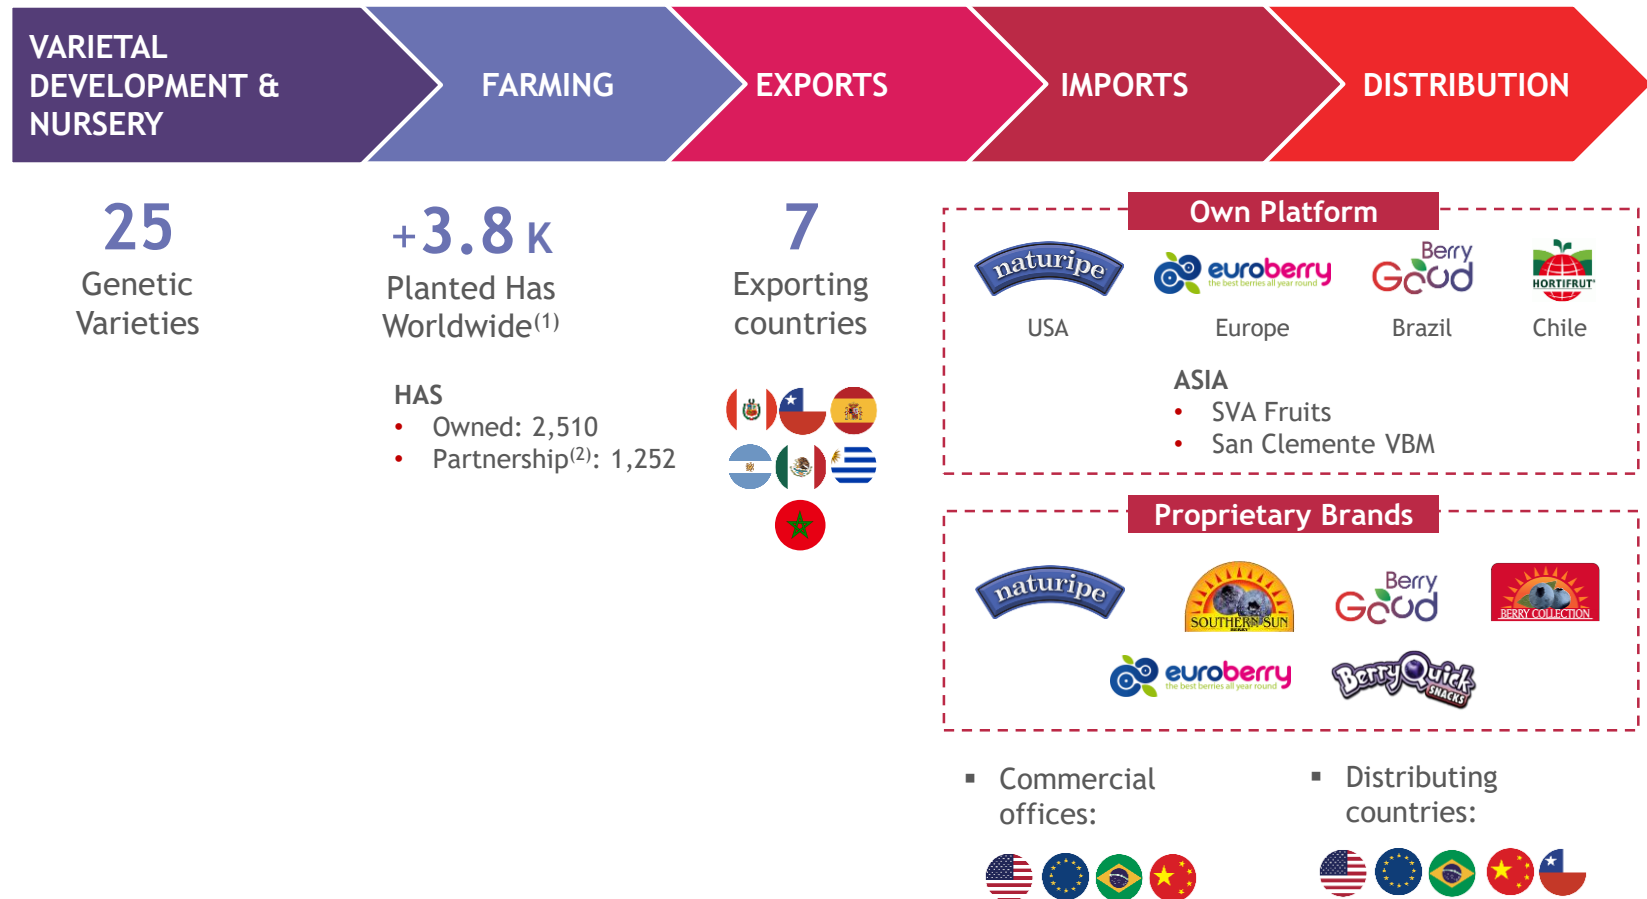 VARIETAL
DEVELOPMENT &
NURSERY
FARMING
EXPORTS
IMPORTS
DISTRIBUTION
25
Genetic
Varieties
+3.8 K
Planted Has
Worldwide(1)
HAS
• Owned: 2,510
• Partnership(2): 1,252
7
Exporting
countries
Own Platform
naturipe
euroberry
the best berries all year round
Berry
Good
HORTIFRUT
USA
Europe
Brazil
Chile
ASIA
• SVA Fruits
• San Clemente VBM
Proprietary Brands
naturipe
SOUTHERN SUN
BERRY
Berry
Good
BERRY COLLECTION
euroberry
the best berries all year round
BerryQuick
SNACKS
▪ Commercial
offices:
▪ Distributing
countries: